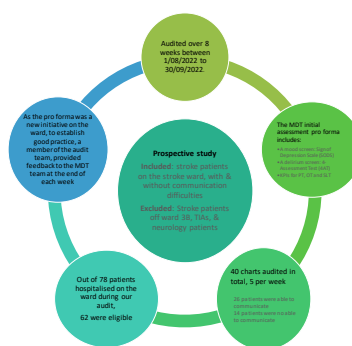 Audited over 8
weeks between
1/08/2022 to
30/09/2022.
The MDT initial
assessment pro forma
includes:
40 charts audited in
total, 5 per week
26 patients were able to
communicate
14 patients were no able to
communicate
Out of 78 patients
hospitalised on the
ward during our
audit,
62 were eligible
As the pro forma was a
new initiative on the
ward, to establish
good practice, a
member of the audit
team, provided
feedback to the MDT
team at the end of
each week
Prospective study
Included: stroke patients
on the stroke ward, with &
without communication
difficulties
Excluded: Stroke patients
off ward 3B, TIAs, &
neurology patients